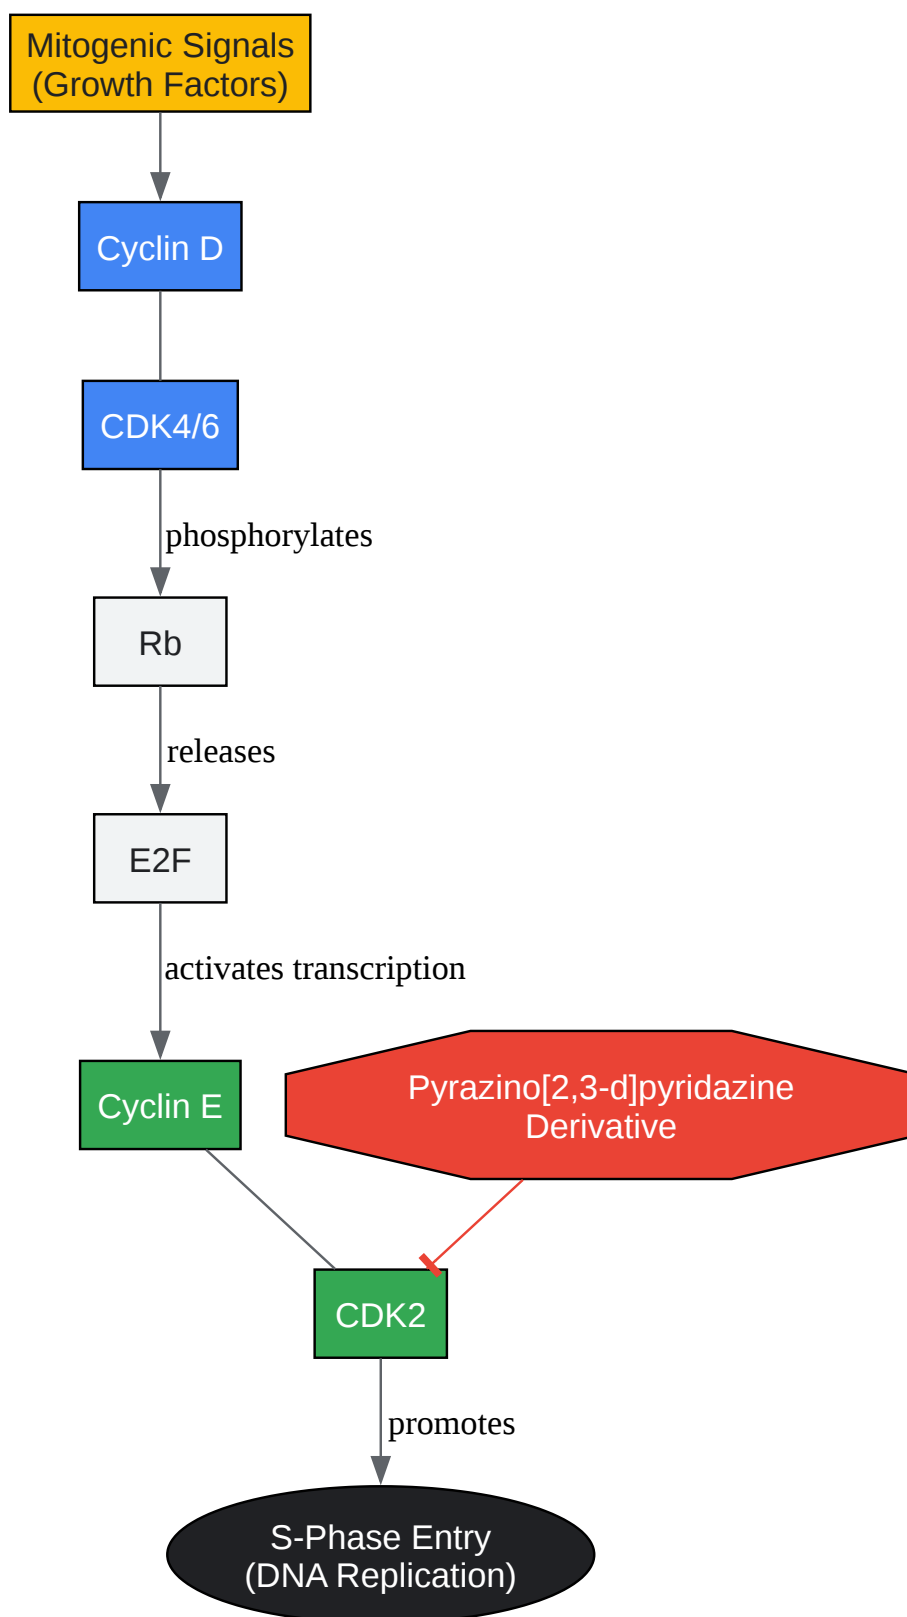 Mitogenic Signals
(Growth Factors)
Cyclin D
CDK4/6
phosphorylates
Rb
releases
E2F
activates transcription
Cyclin E
Pyrazino[2,3-d]pyridazine
Derivative
CDK2
promotes
S-Phase Entry
(DNA Replication)